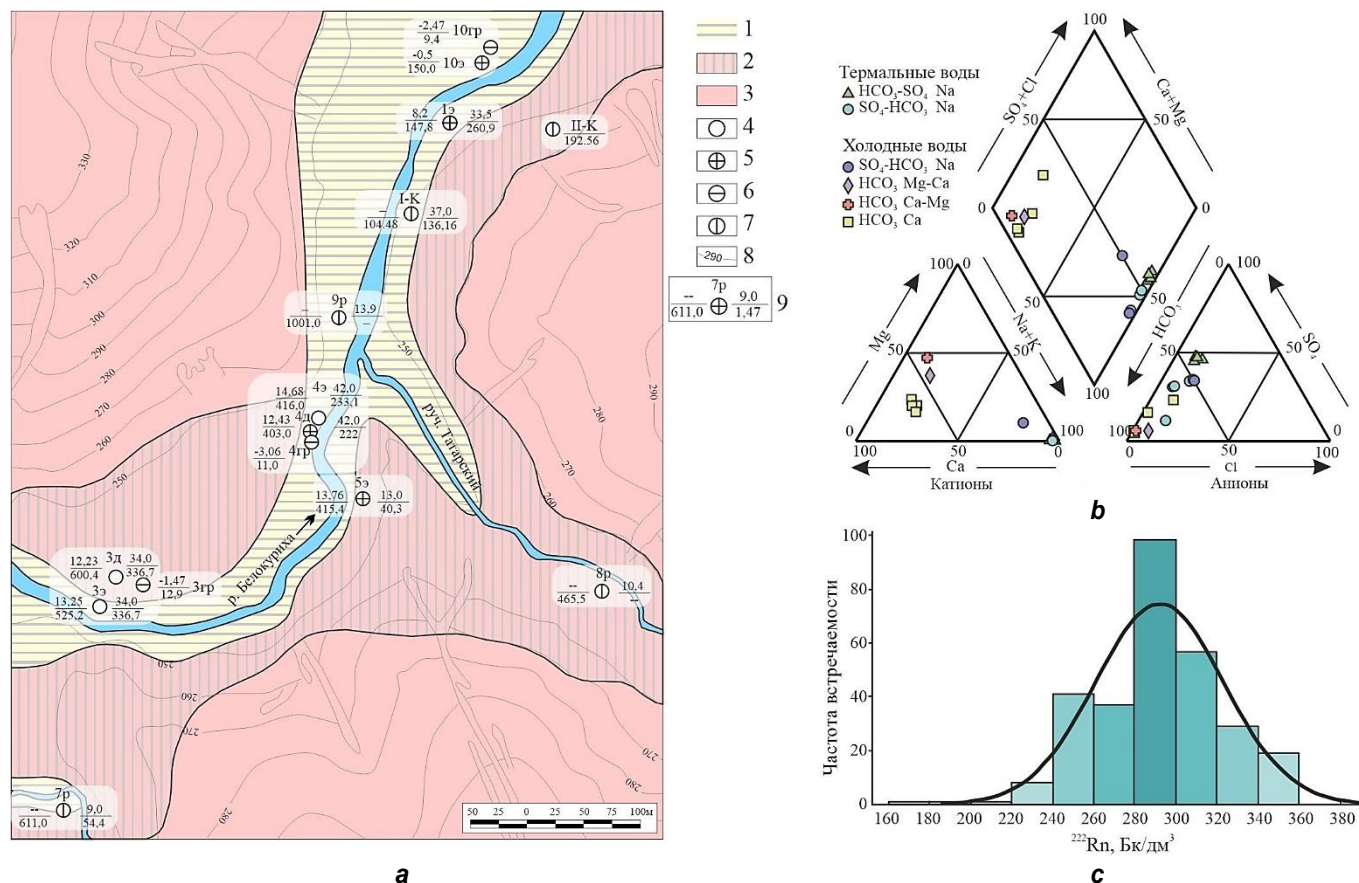 -2,47 10гр
9,4
-0,5 10э
150,0
8,2 1э 33,5
147,8 260,9
II-К
192.56
I-К
– 37,0
104,48 136,16
9р
– 13,9
1001,0 –
14,68 4э 42,0
416,0 233,1
12,43 4д 42,0
403,0 222
-3,06 4гр
11,0
5э
13,76 13,0
415,4 40,3
12,23 3д 34,0
600,4 336,7
-1,47 3гр
12,9
13,25 3э 34,0
525,2 336,7
8р
-- 10,4
465,5 --
7р
-- 9,0
611,0 54,4
р. Белокуриха
руч. Татарский
330
320
310
300
290
280
270
260
250
250
290
280
270
260
250
260
270
280
270
280
50 25 0 25 50 75 100м
a
1
2
3
4
5
6
7
290 8
7р
-- 9,0 9
611,0 1,47
Термальные воды
HCO₃-SO₄ Na
SO₄-HCO₃ Na
Холодные воды
SO₄-HCO₃ Na
HCO₃ Mg-Ca
HCO₃ Ca-Mg
HCO₃ Ca
100
SO₄+Cl
Ca+Mg
50 50
0 0
50 50
100
Na+K
HCO₃
100 0
Mg
50 50
100 50 0 100
0
Ca
Катионы
0 100
SO₄
50 50
100 0
0 50 100
Cl
Анионы
b
Частота встречаемости
100
80
60
40
20
0
160 180 200 220 240 260 280 300 320 340 360 380
²²²Rn, Бк/дм³
c